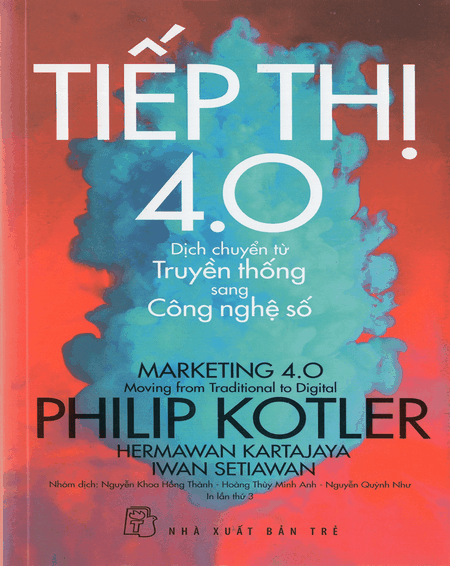 TIẾP THỊ
4.0
Dịch chuyển từ
Truyền thống
sang
Công nghệ số
MARKETING 4.0
Moving from Traditional to Digital
PHILIP KOTLER
HERMAWAN KARTAJAYA
IWAN SETIAWAN
Nhóm dịch: Nguyễn Khoa Hồng Thành - Hoàng Thùy Minh Anh - Nguyễn Quỳnh Như
In lần thứ 3
NHÀ XUẤT BẢN TRẺ